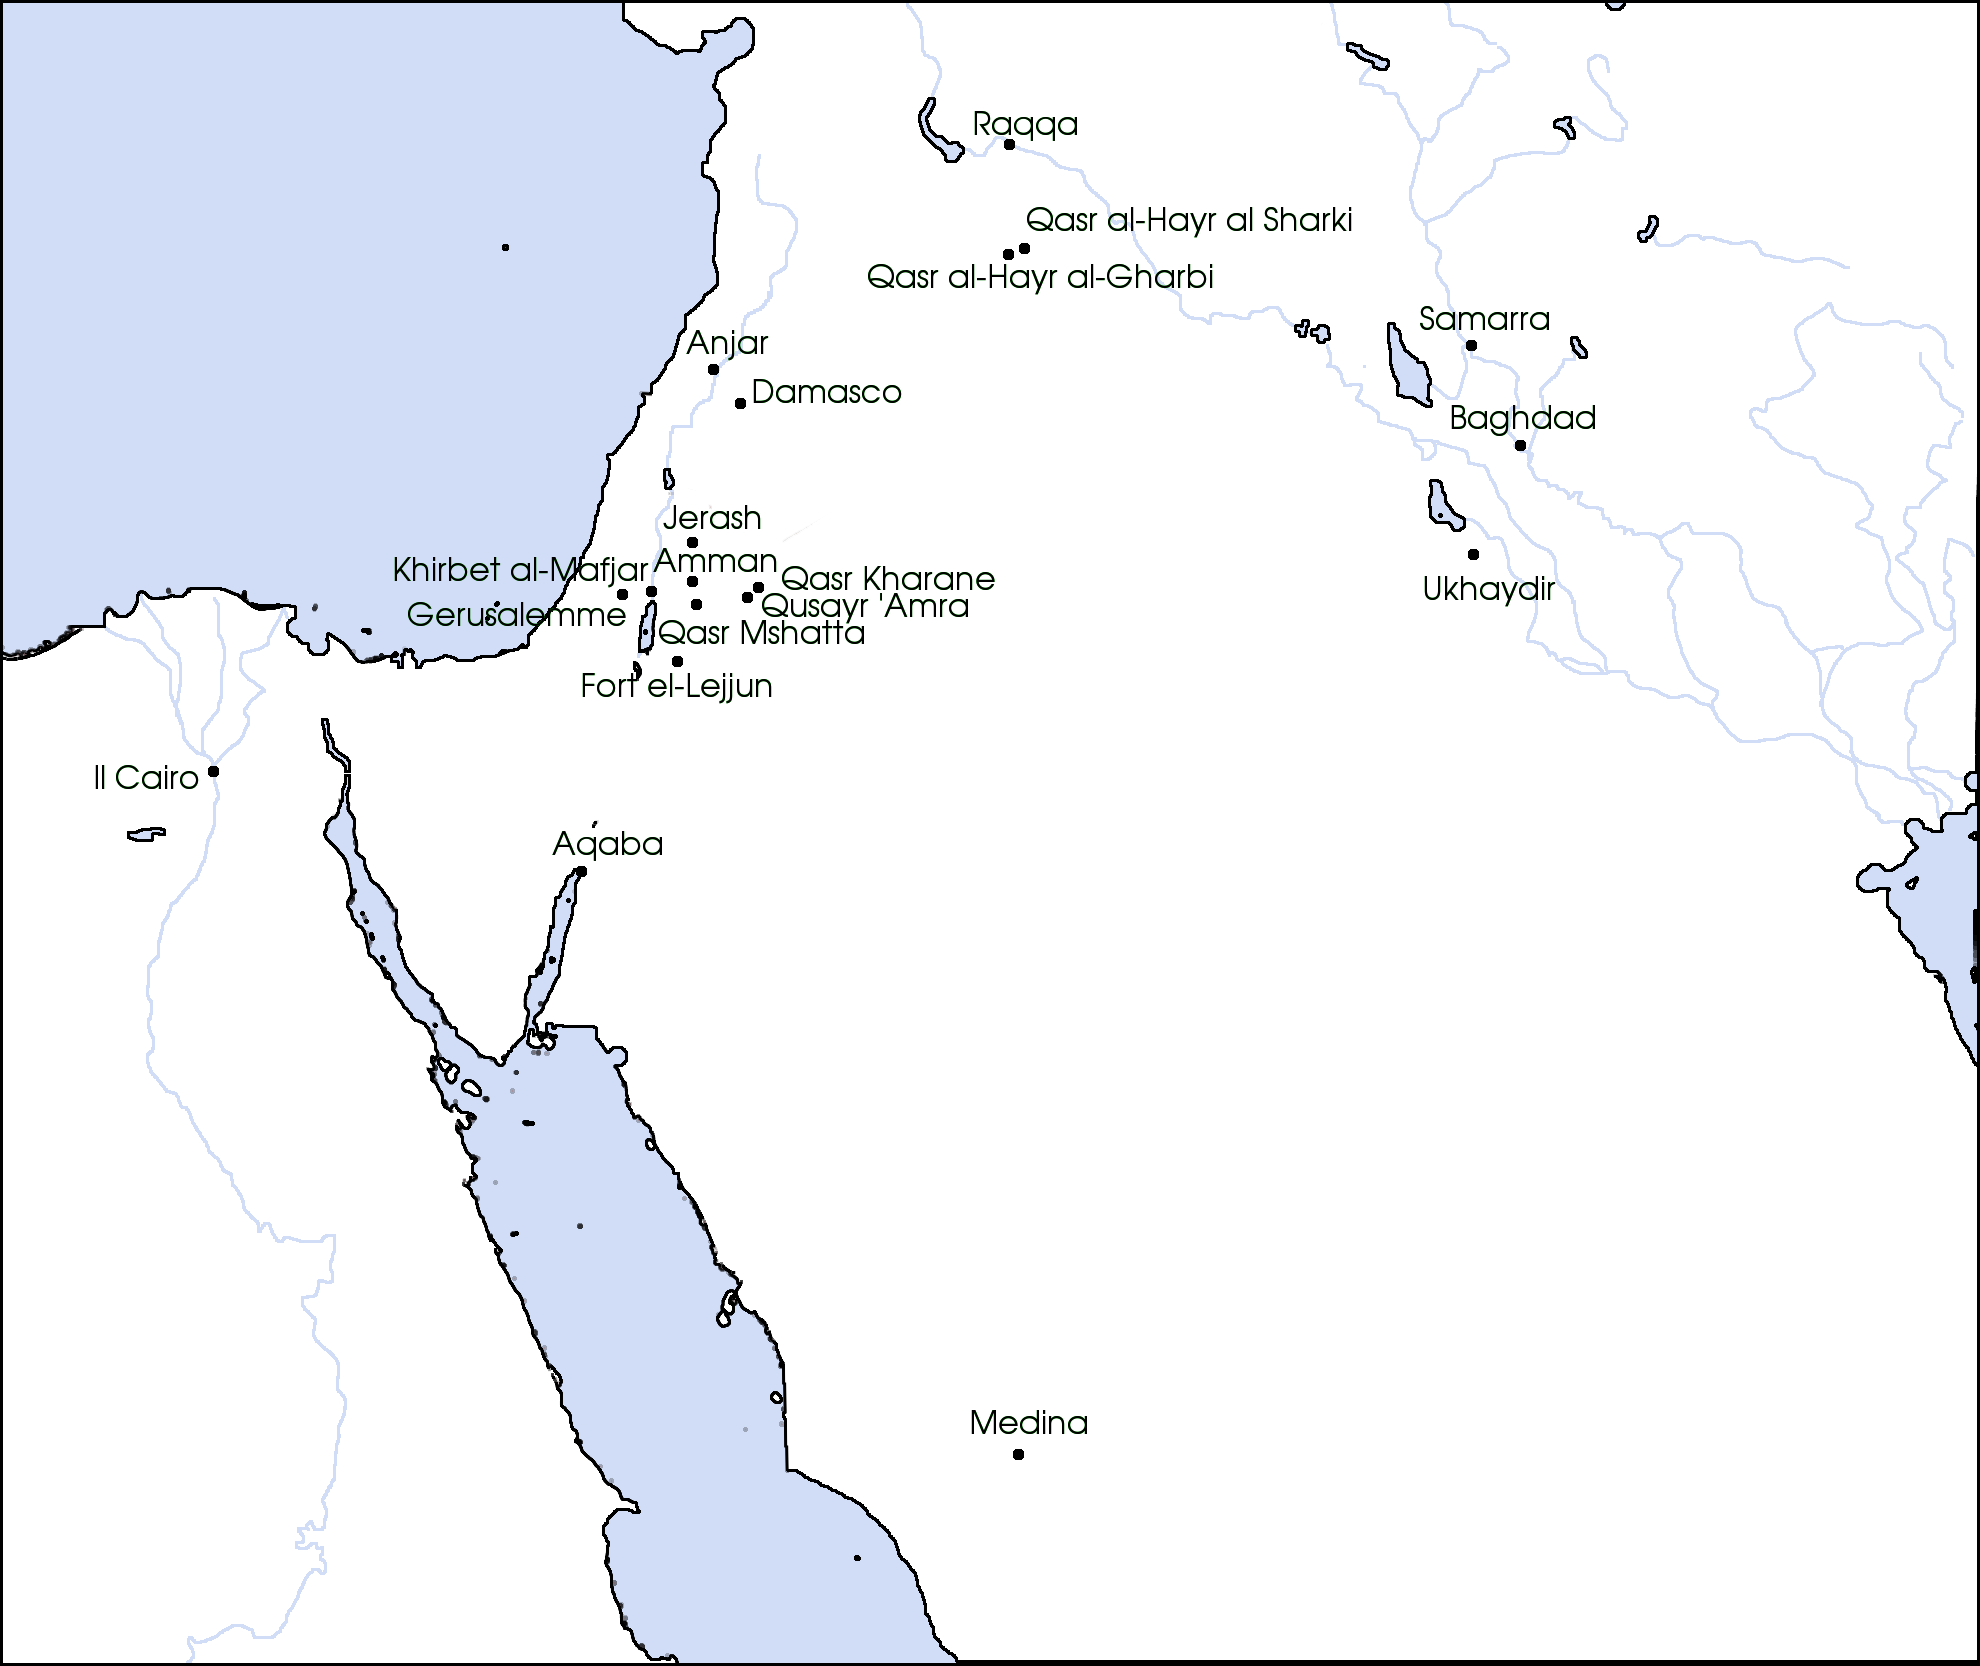 Raqqa
Qasr al-Hayr al Sharki
Qasr al-Hayr al-Gharbi
Samarra
Anjar
Damasco
Baghdad
Jerash
Amman
Khirbet al-Mafjar
Qasr Kharane
Ukhaydir
Qusayr 'Amra
Gerusalemme
Qasr Mshatta
Fort el-Lejjun
Il Cairo
Aqaba
Medina